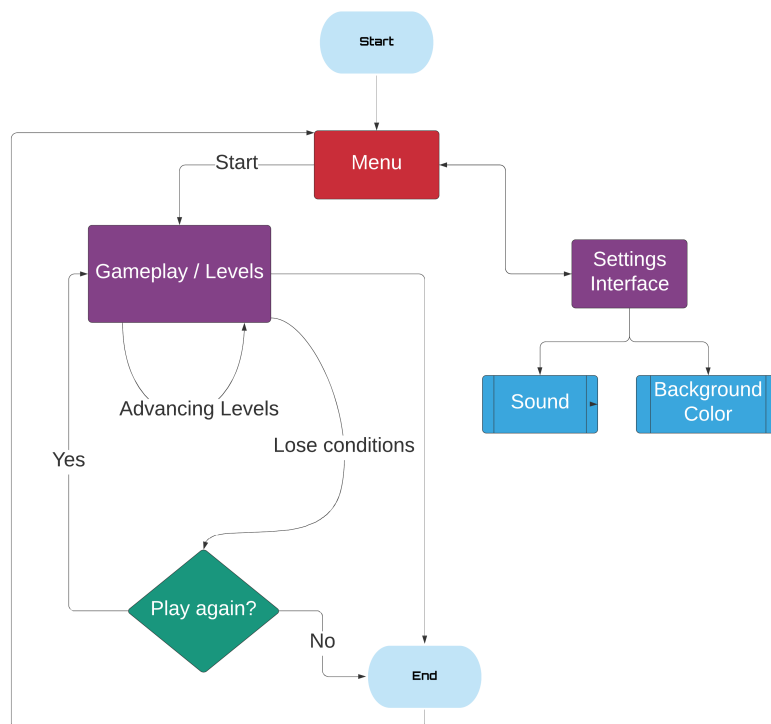 Start
Menu
Start
Gameplay / Levels
Settings
Interface
Sound
Background
Color
Advancing Levels
Lose conditions
Yes
Play again?
No
End